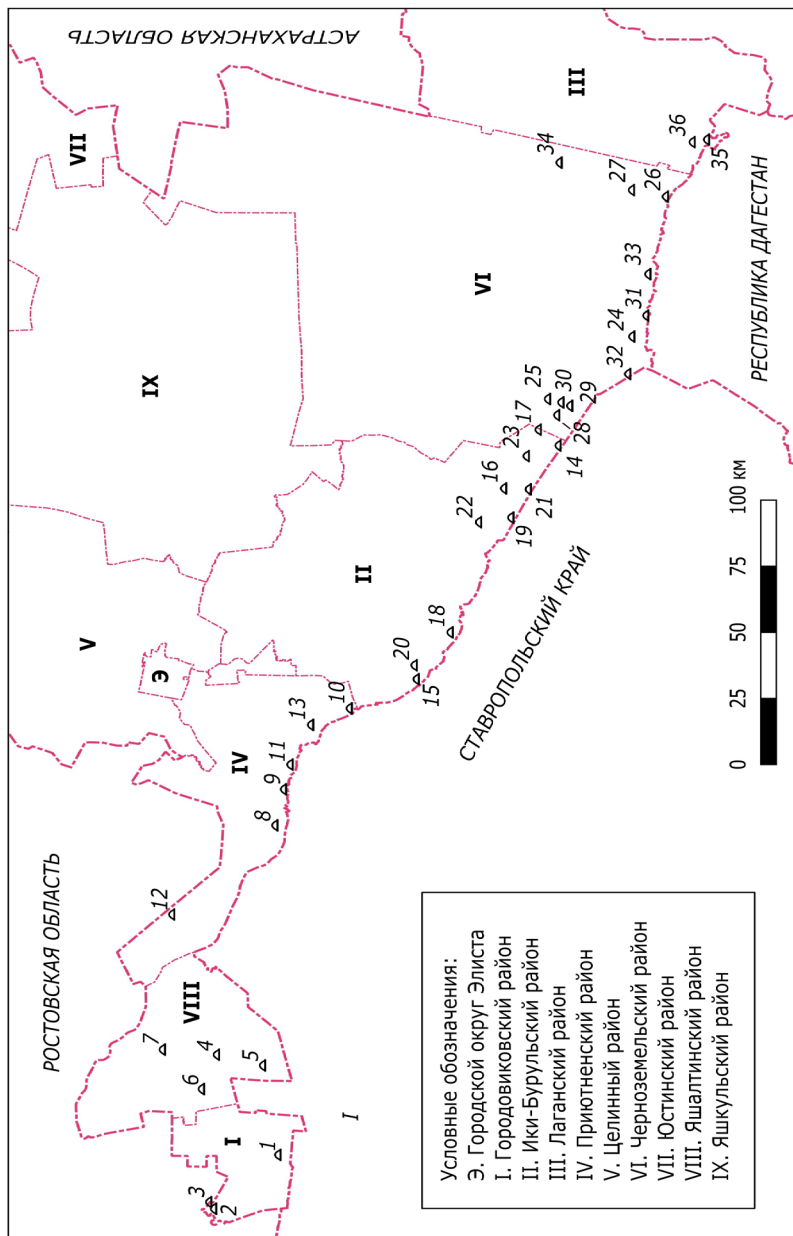 АСТРАХАНСКАЯ ОБЛАСТЬ
РОСТОВСКАЯ ОБЛАСТЬ
СТАВРОПОЛЬСКИЙ КРАЙ
РЕСПУБЛИКА ДАГЕСТАН
I
II
III
IV
V
VI
VII
VIII
IX
Э
I
1
2
3
4
5
6
7
8
9
10
11
12
13
14
15
16
17
18
19
20
21
22
23
24
25
26
27
28
29
30
31
32
33
34
35
36
0 25 50 75 100 км
Условные обозначения:
Э. Городской округ Элиста
I. Городовиковский район
II. Ики-Бурульский район
III. Лаганский район
IV. Приютненский район
V. Целинный район
VI. Черноземельский район
VII. Юстинский район
VIII. Яшалтинский район
IX. Яшкульский район